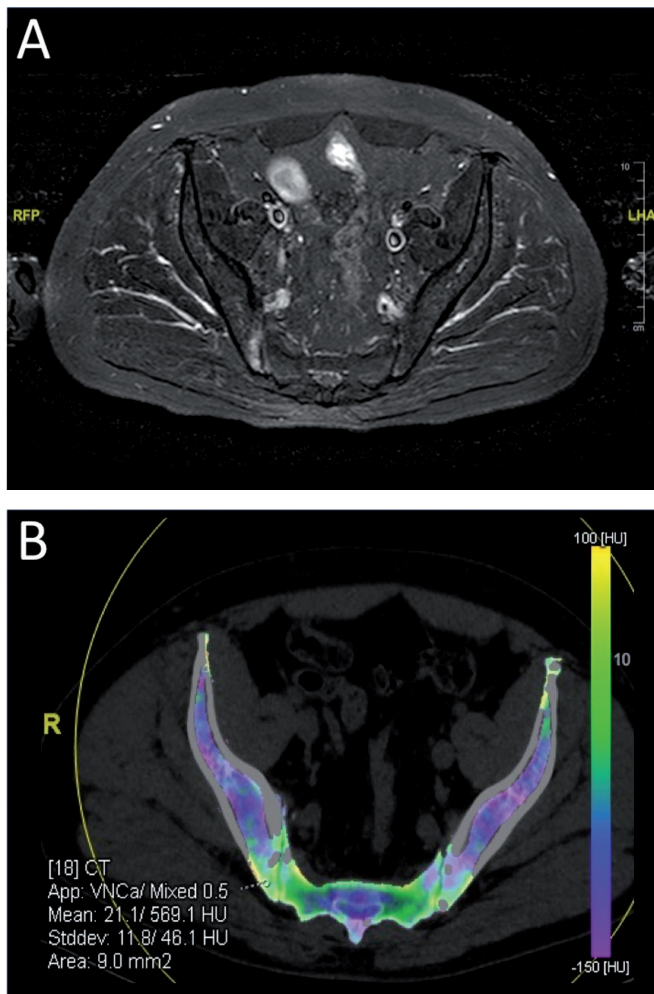 A
10
RFP
LHA
cm
B
100 [HU]
10
R
[18] CT
App: VNCa/ Mixed 0.5
Mean: 21.1/ 569.1 HU
Stddev: 11.8/ 46.1 HU
Area: 9.0 mm2
-150 [HU]